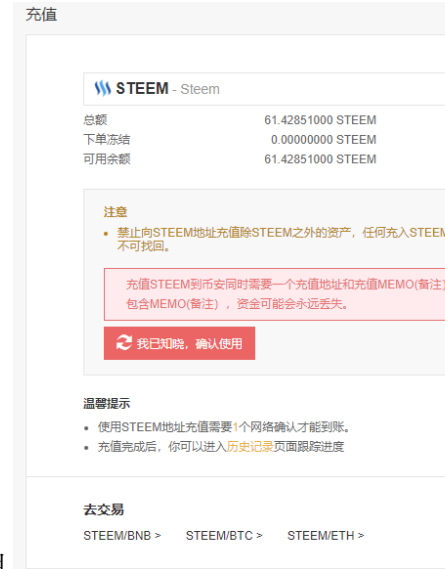 充值
STEEM - Steem
总额 61.42851000 STEEM
下单冻结 0.00000000 STEEM
可用余额 61.42851000 STEEM
注意
• 禁止向STEEM地址充值除STEEM之外的资产，任何充入STEEM
不可找回。
充值STEEM到币安同时需要一个充值地址和充值MEMO(备注)
包含MEMO(备注），资金可能会永远丢失。
我已知晓，确认使用
温馨提示
• 使用STEEM地址充值需要1个网络确认才能到账。
• 充值完成后，你可以进入历史记录页面跟踪进度
去交易
STEEM/BNB > STEEM/BTC > STEEM/ETH >